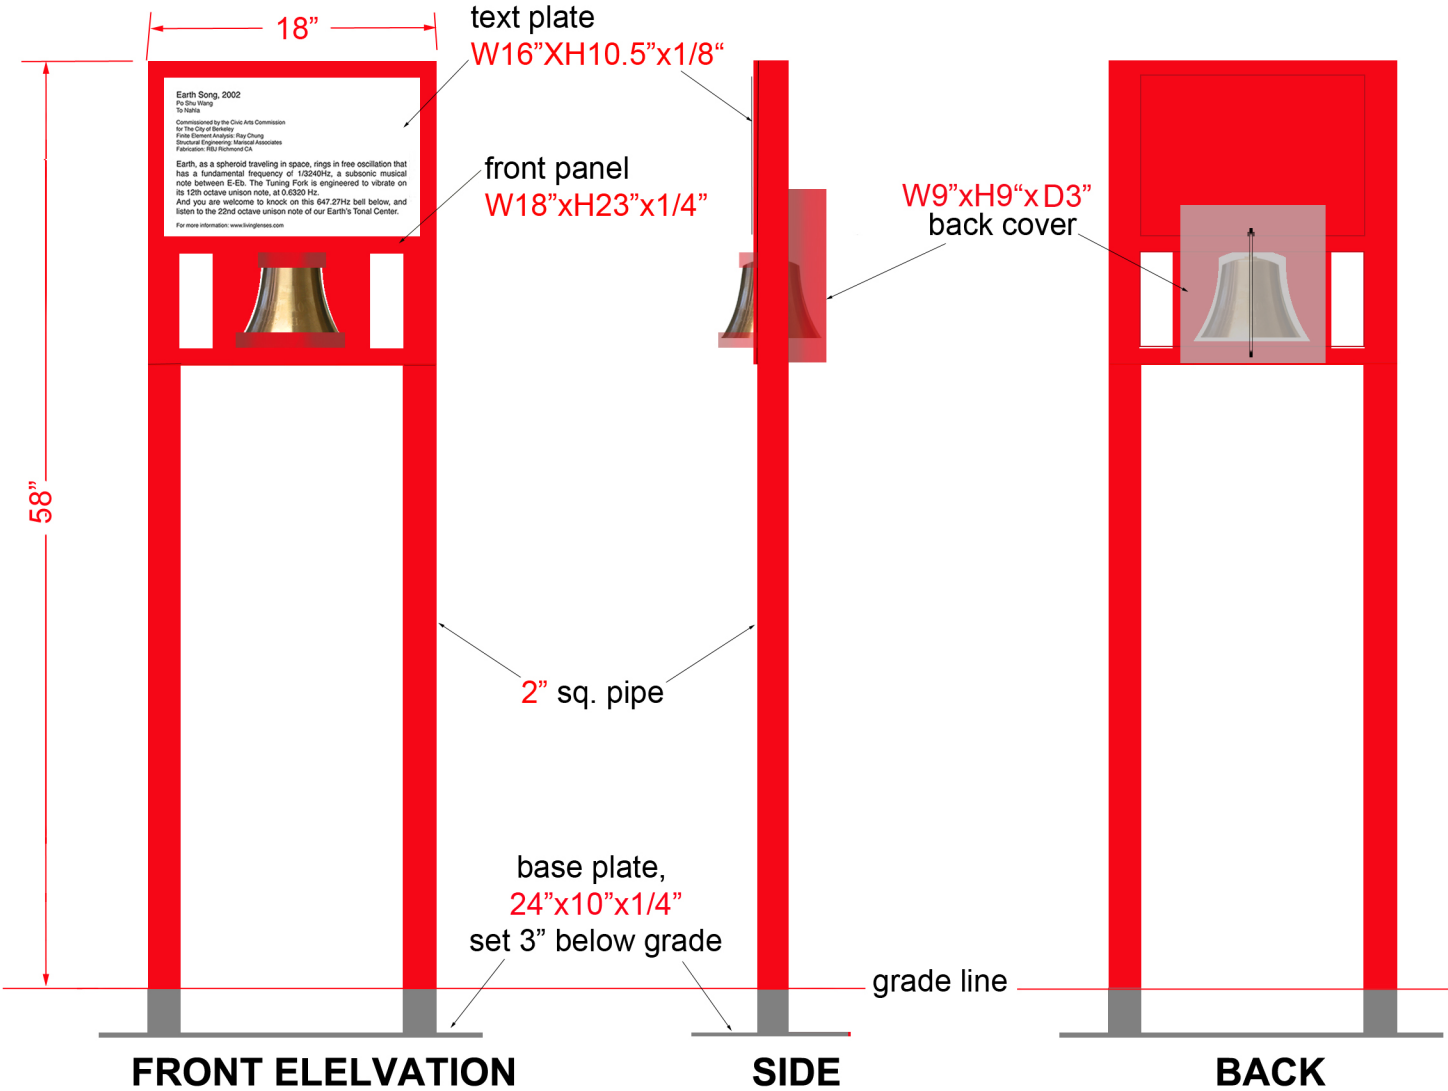 18”
text plate
W16”XH10.5”x1/8“
Earth Song, 2002
Po Shu Wang
To Nahla
Commissioned by the Civic Arts Commission
for The City of Berkeley
Finite Element Analysis: Ray Chung
Structural Engineering: Mariscal Associates
Fabrication: RBJ Richmond CA
Earth, as a spheroid traveling in space, rings in free oscillation that
has a fundamental frequency of 1/3240Hz, a subsonic musical
note between E-Eb. The Tuning Fork is engineered to vibrate on
its 12th octave unison note, at 0.6320 Hz.
And you are welcome to knock on this 647.27Hz bell below, and
listen to the 22nd octave unison note of our Earth's Tonal Center.
For more information: www.livinglenses.com
front panel
W18”xH23”x1/4”
W9”xH9“x D3”
back cover
58”
2” sq. pipe
base plate,
24”x10”x1/4”
set 3” below grade
grade line
FRONT ELELVATION
SIDE
BACK